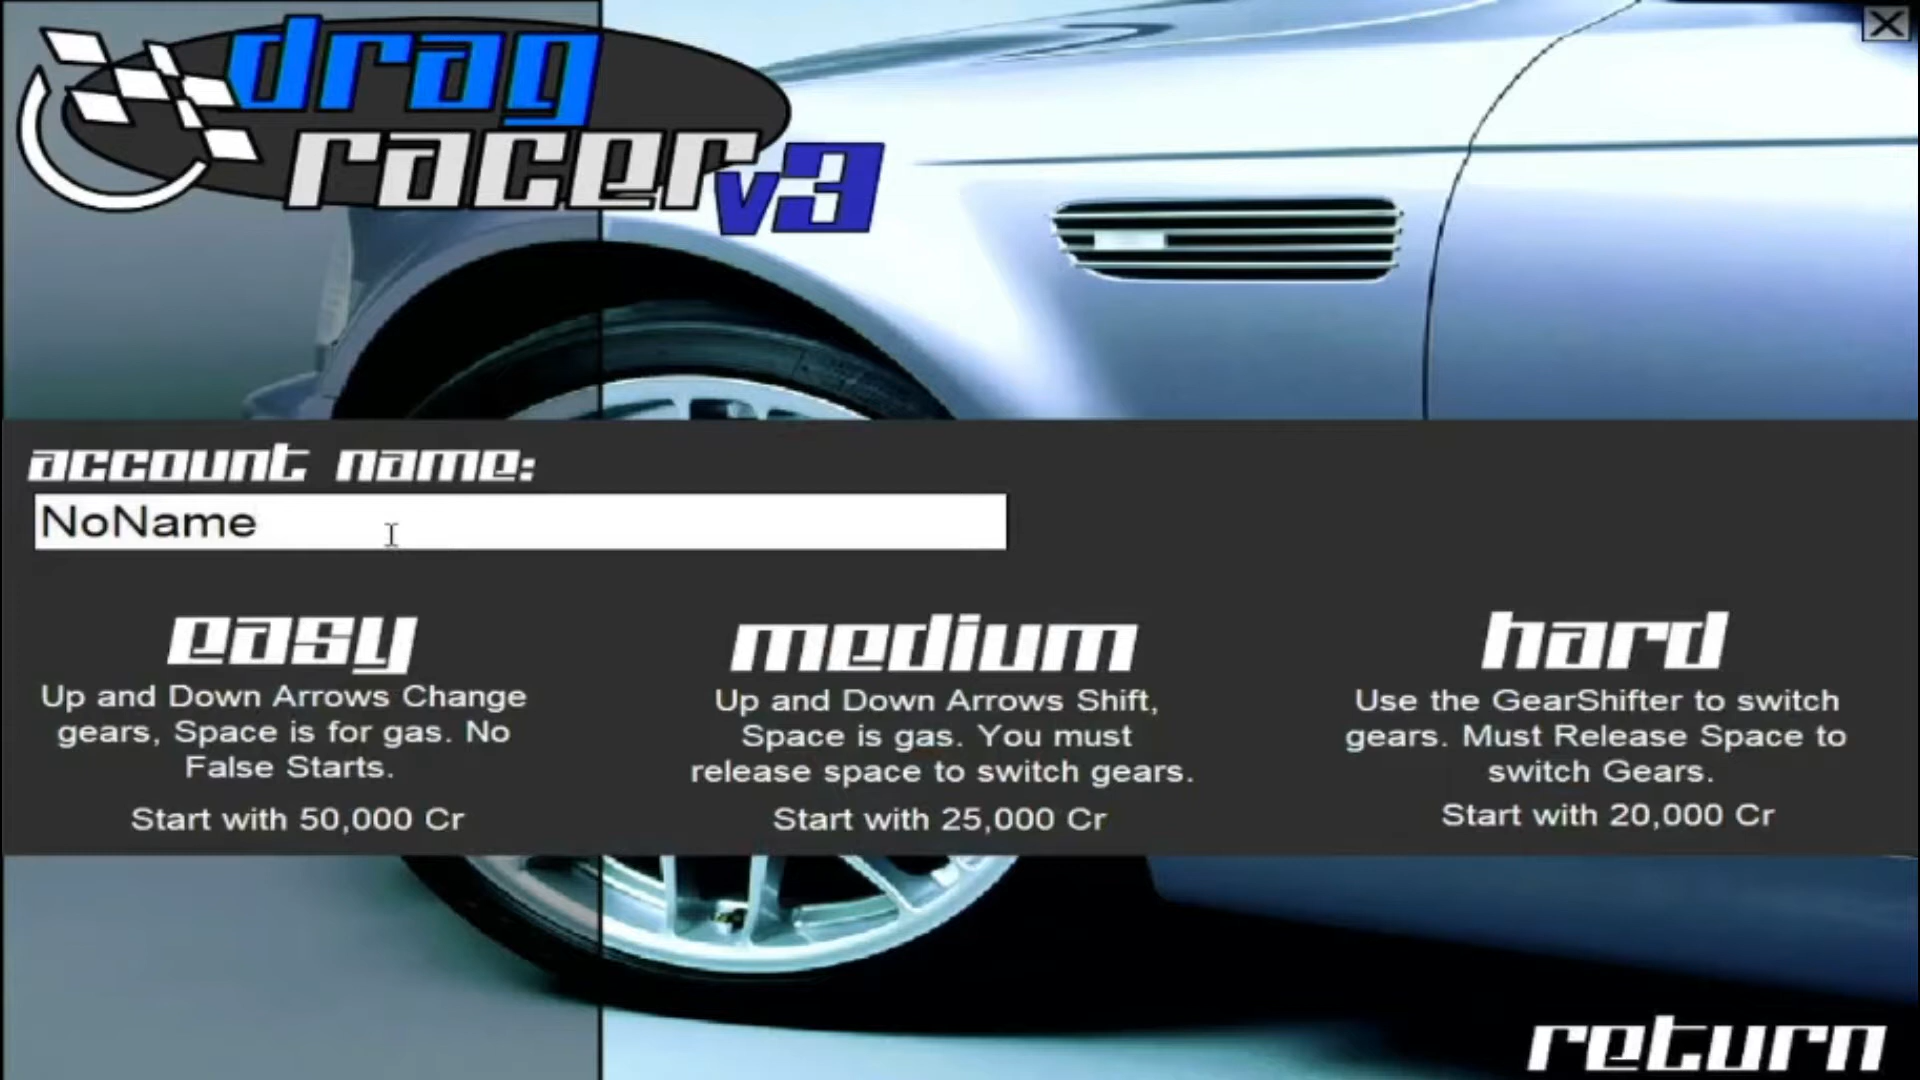 drag
racer v3
account name:
NoName
easy
Up and Down Arrows Change
gears, Space is for gas. No
False Starts.
Start with 50,000 Cr
medium
Up and Down Arrows Shift,
Space is gas. You must
release space to switch gears.
Start with 25,000 Cr
hard
Use the GearShifter to switch
gears. Must Release Space to
switch Gears.
Start with 20,000 Cr
return